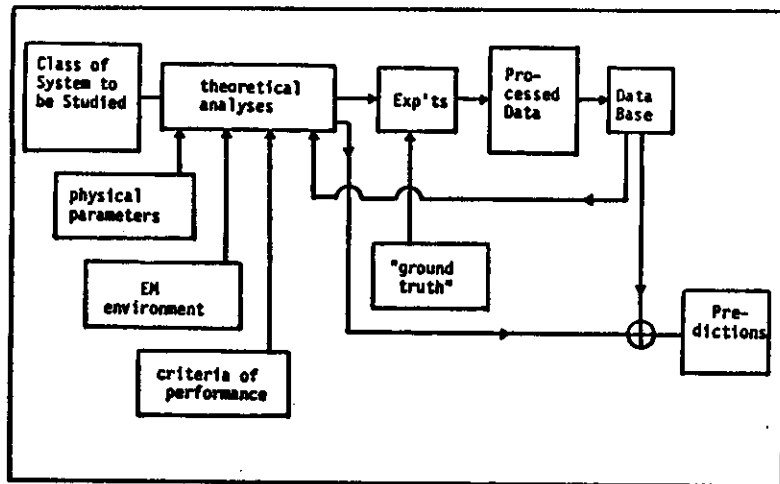 Class of
System to
be Studied
theoretical
analyses
Exp'ts
Pro-
cessed
Data
Data
Base
physical
parameters
EM
environment
criteria of
performance
"ground
truth"
Pre-
dictions